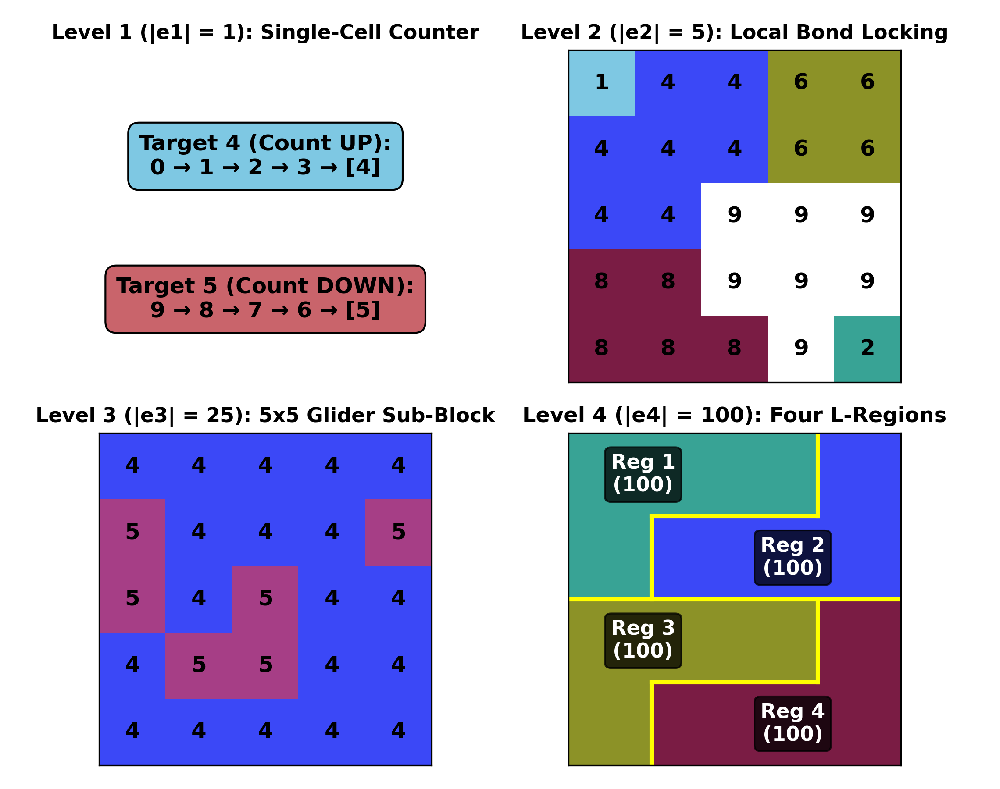 Level 1 (|e1| = 1): Single-Cell Counter
Target 4 (Count UP):
0 → 1 → 2 → 3 → [4]
Target 5 (Count DOWN):
9 → 8 → 7 → 6 → [5]
Level 2 (|e2| = 5): Local Bond Locking
1 4 4 6 6
4 4 4 6 6
4 4 9 9 9
8 8 9 9 9
8 8 8 9 2
Level 3 (|e3| = 25): 5x5 Glider Sub-Block
4 4 4 4 4
5 4 4 4 5
5 4 5 4 4
4 5 5 4 4
4 4 4 4 4
Level 4 (|e4| = 100): Four L-Regions
Reg 1
(100)
Reg 2
(100)
Reg 3
(100)
Reg 4
(100)